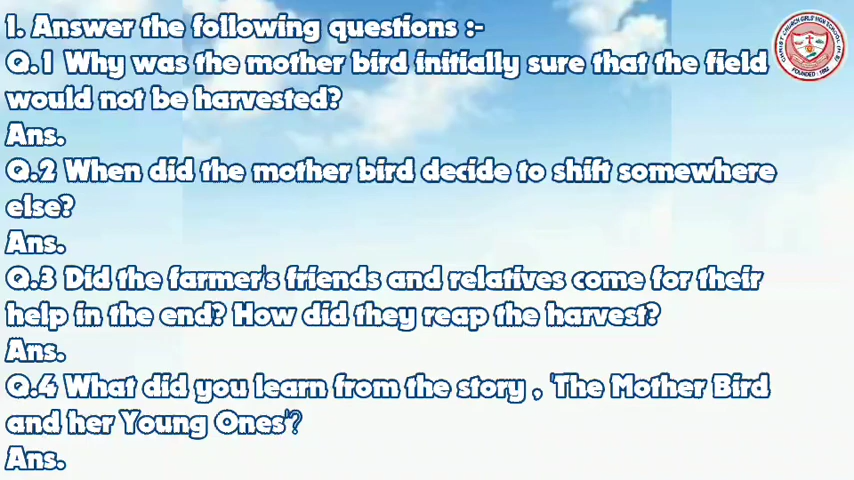 1. Answer the following questions :-
Q.1 Why was the mother bird initially sure that the field
would not be harvested?
Ans.
Q.2 When did the mother bird decide to shift somewhere
else?
Ans.
Q.3 Did the farmer's friends and relatives come for their
help in the end? How did they reap the harvest?
Ans.
Q.4 What did you learn from the story , 'The Mother Bird
and her Young Ones'?
Ans.